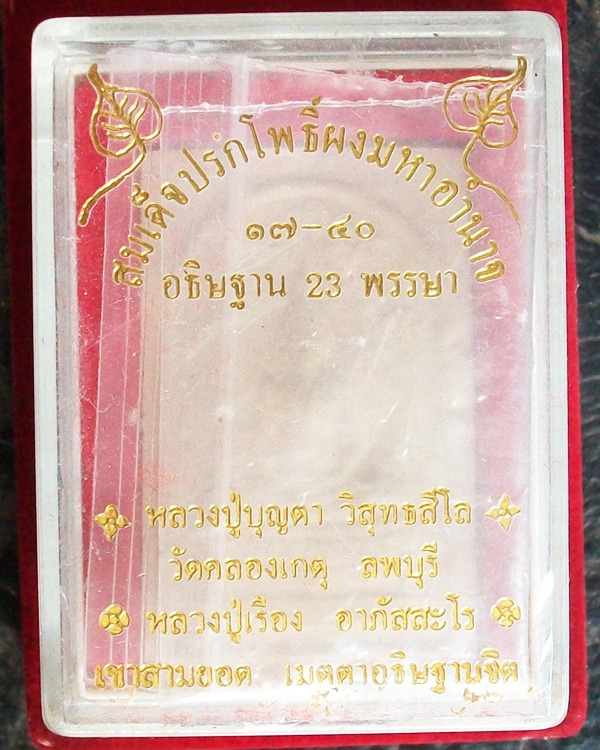 สมเด็จปรกโพธิ์ผงมหาอำนาจ
๑๗-๔๐
อธิษฐาน 23 พรรษา
หลวงปู่บุญตา วิสุทธสีโล
วัดคลองเกตุ ลพบุรี
หลวงปู่เรือง อาภัสสะโร
เขาสามยอด เมตตาอธิษฐานจิต